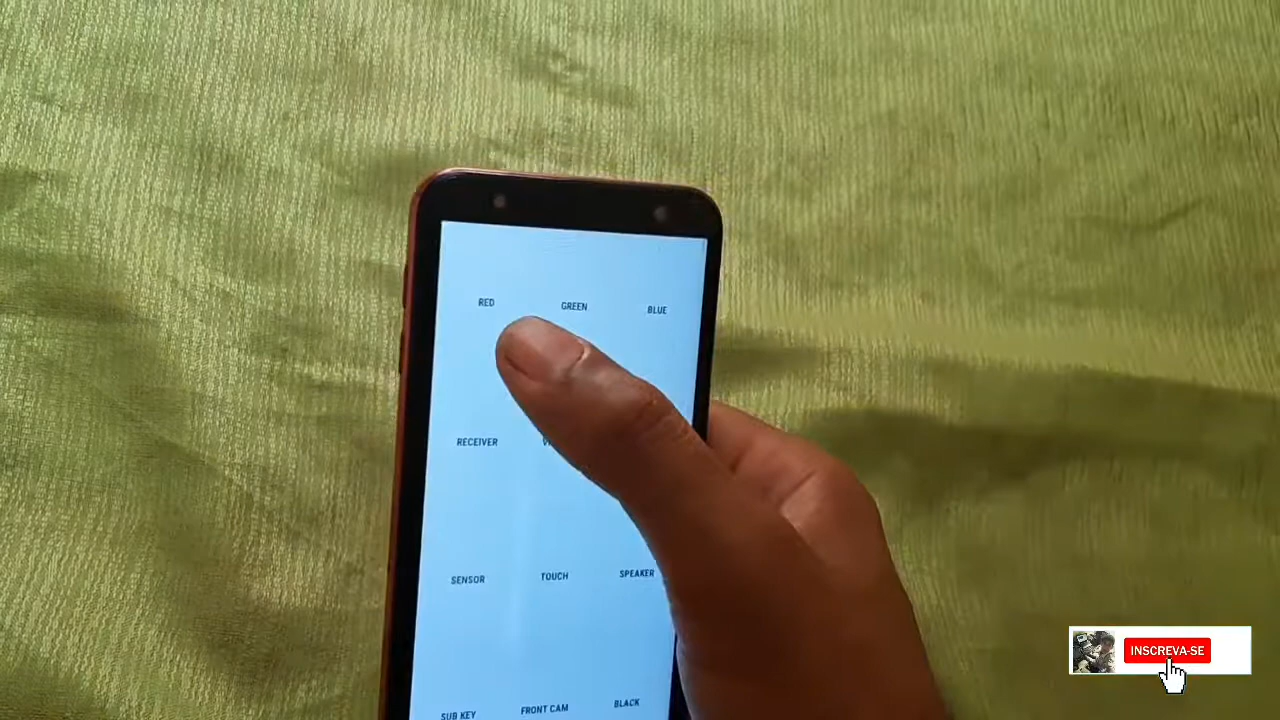 RED GREEN BLUE
RECEIVER
SENSOR TOUCH SPEAKER
SUB KEY FRONT CAM BLACK
INSCREVA-SE